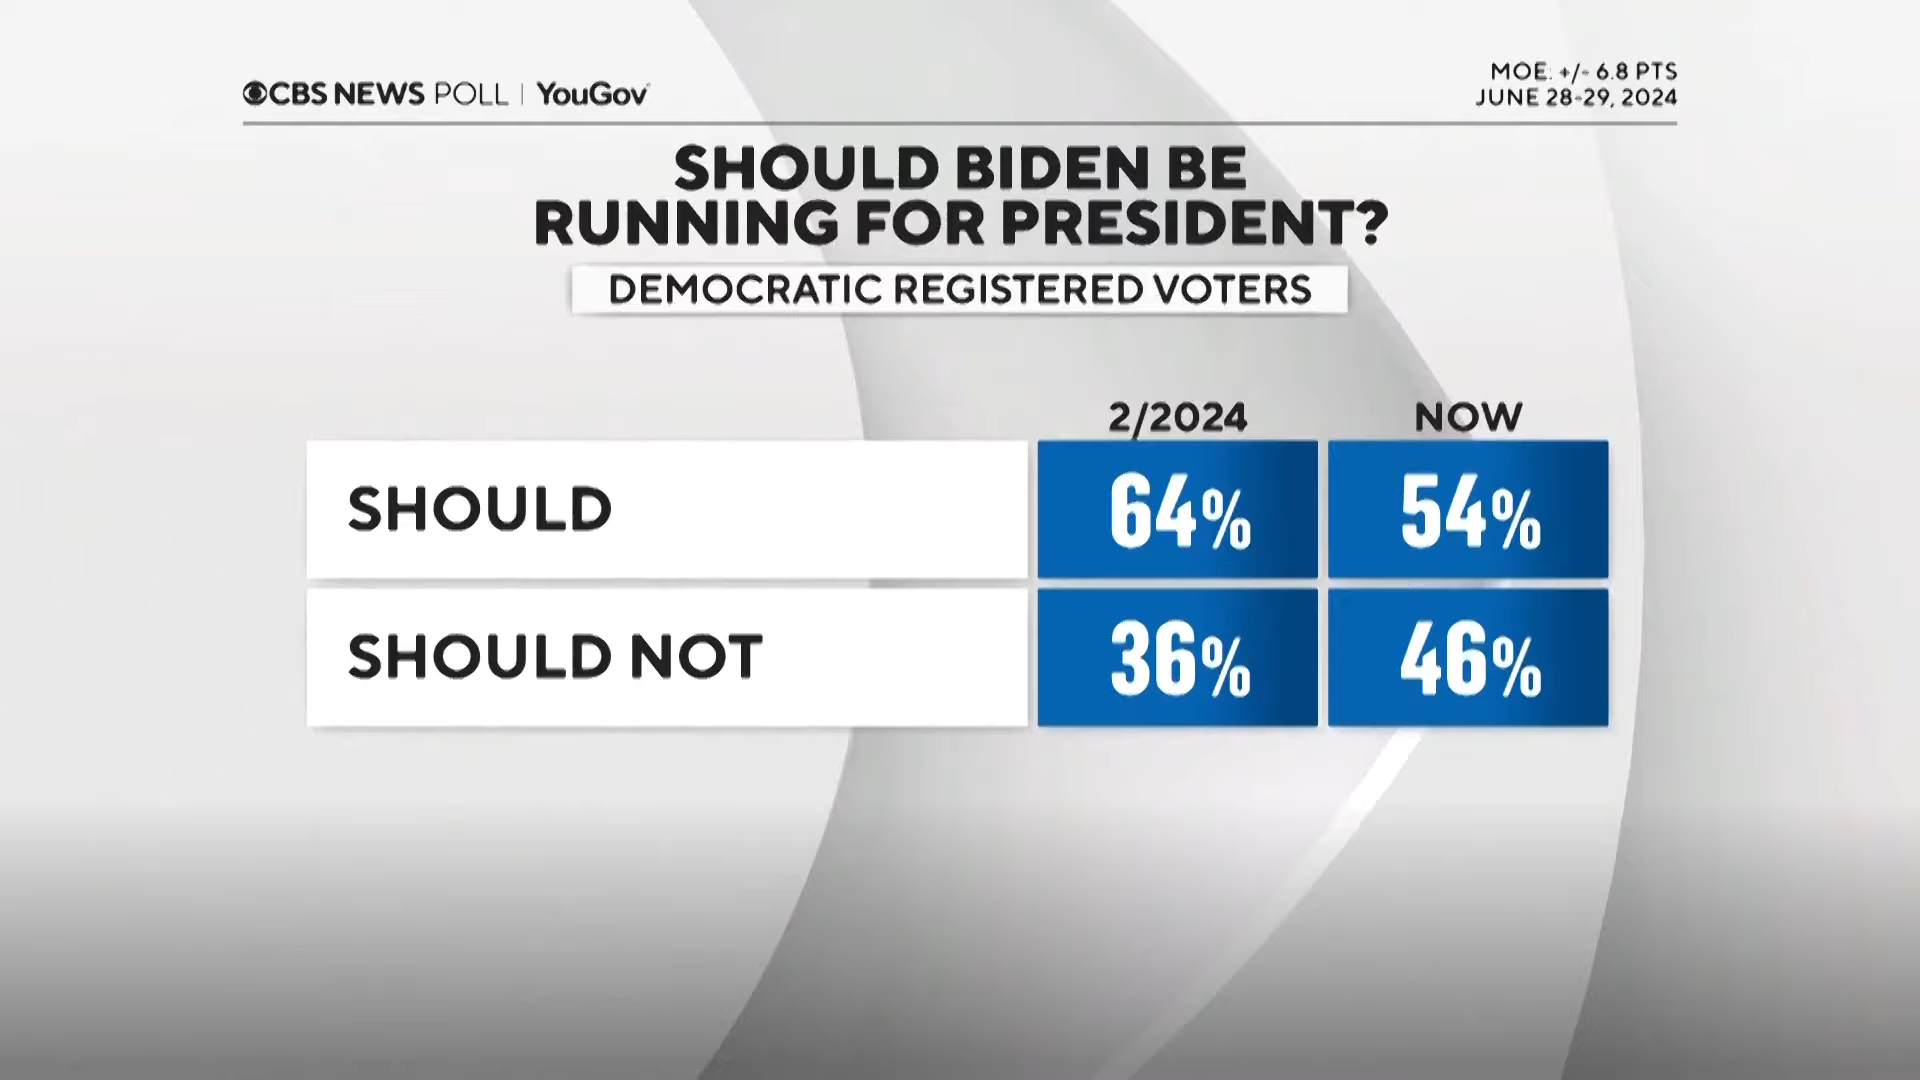 CBS NEWS POLL | YouGov
MOE: +/- 6.8 PTS
JUNE 28-29, 2024
SHOULD BIDEN BE
RUNNING FOR PRESIDENT?
DEMOCRATIC REGISTERED VOTERS
2/2024 NOW
SHOULD 64% 54%
SHOULD NOT 36% 46%